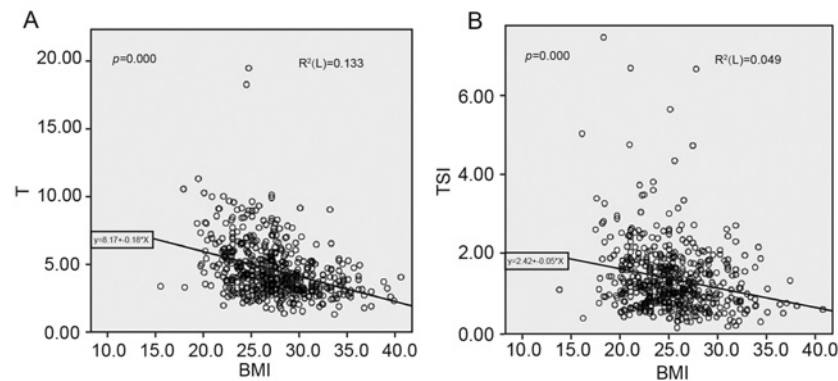 A
p=0.000
R²(L)=0.133
20.00
15.00
10.00
5.00
0.00
T
y=8.17+-0.18*X
10.0 15.0 20.0 25.0 30.0 35.0 40.0
BMI
B
p=0.000
R²(L)=0.049
6.00
4.00
2.00
0.00
TSI
y=2.42+-0.05*X
10.0 15.0 20.0 25.0 30.0 35.0 40.0
BMI